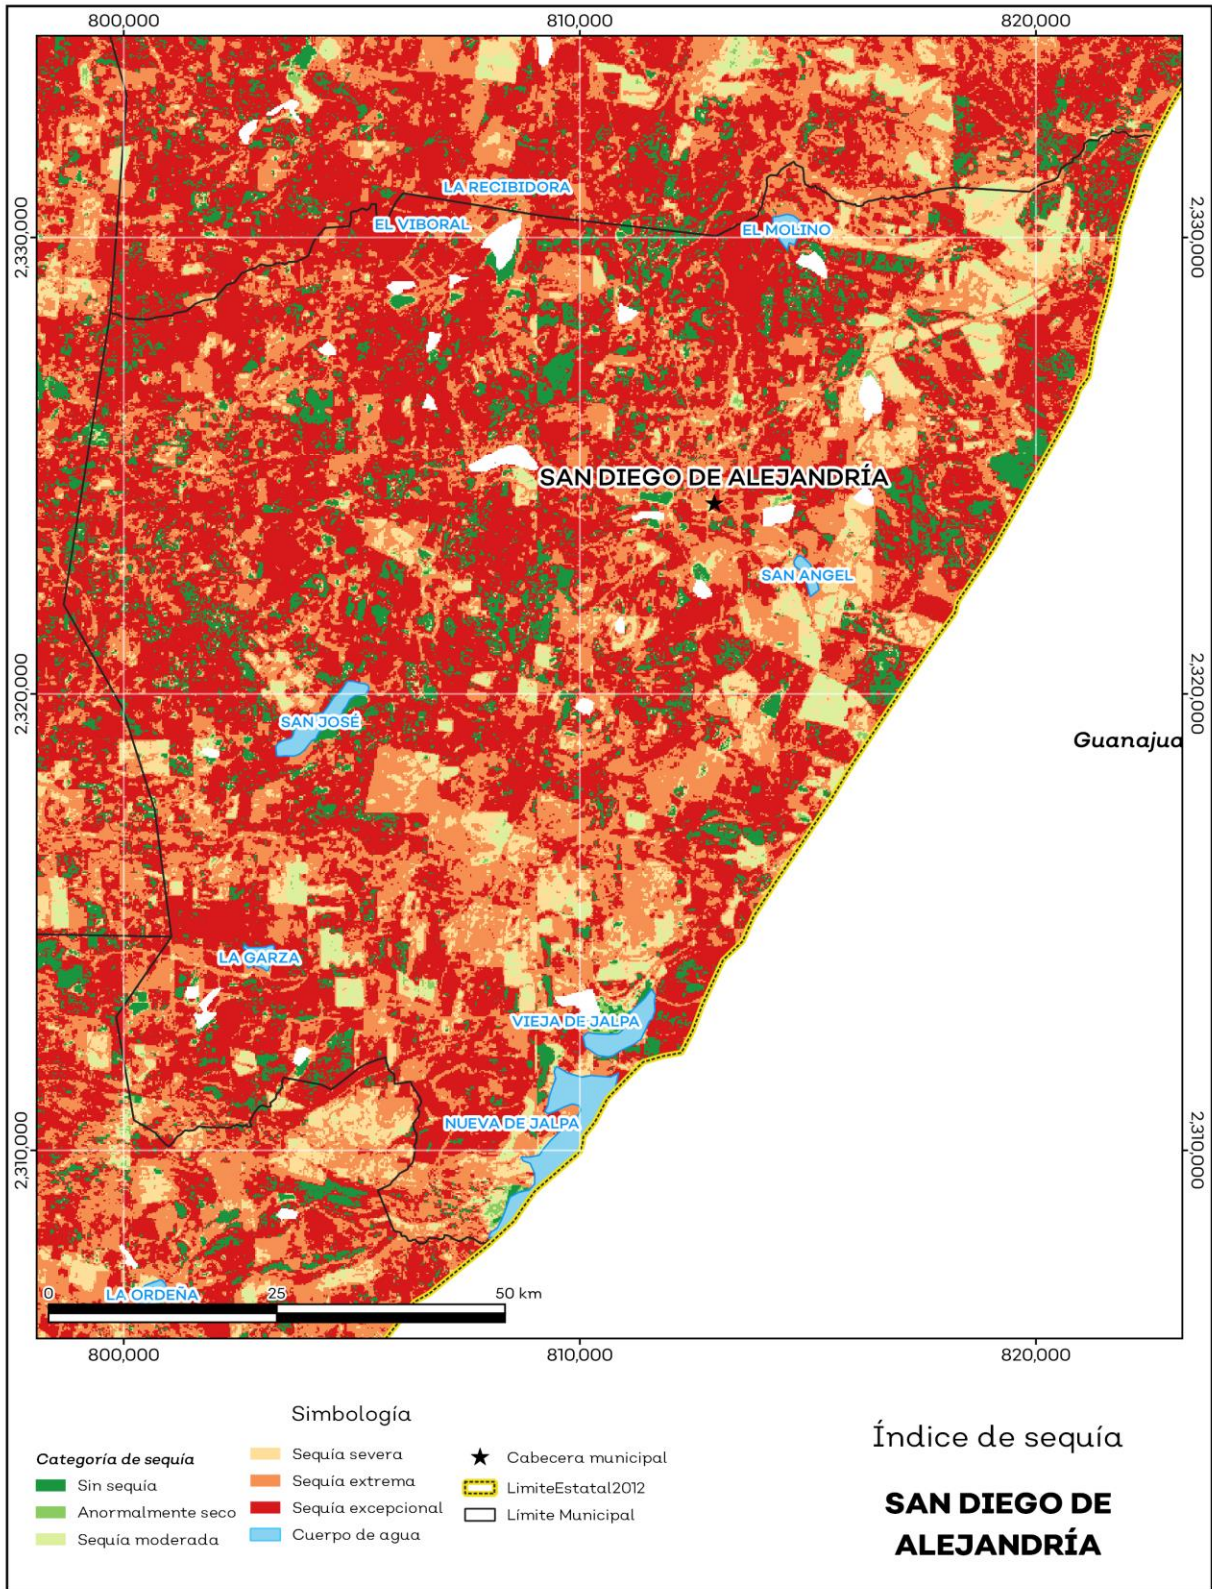 800,000
810,000
820,000
2,330,000
2,330,000
LA RECIBIDORA
EL VIBORAL
EL MOLINO
SAN DIEGO DE ALEJANDRÍA
SAN ANGEL
2,320,000
2,320,000
SAN JOSÉ
Guanajua
LA GARZA
VIEJA DE JALPA
NUEVA DE JALPA
2,310,000
2,310,000
LA ORDEÑA
0
25
50 km
800,000
810,000
820,000
Simbología
Categoría de sequía
Sin sequía
Anormalmente seco
Sequía moderada
Sequía severa
Sequía extrema
Sequía excepcional
Cuerpo de agua
Cabecera municipal
LimiteEstatal2012
Límite Municipal
Índice de sequía
SAN DIEGO DE
ALEJANDRÍA